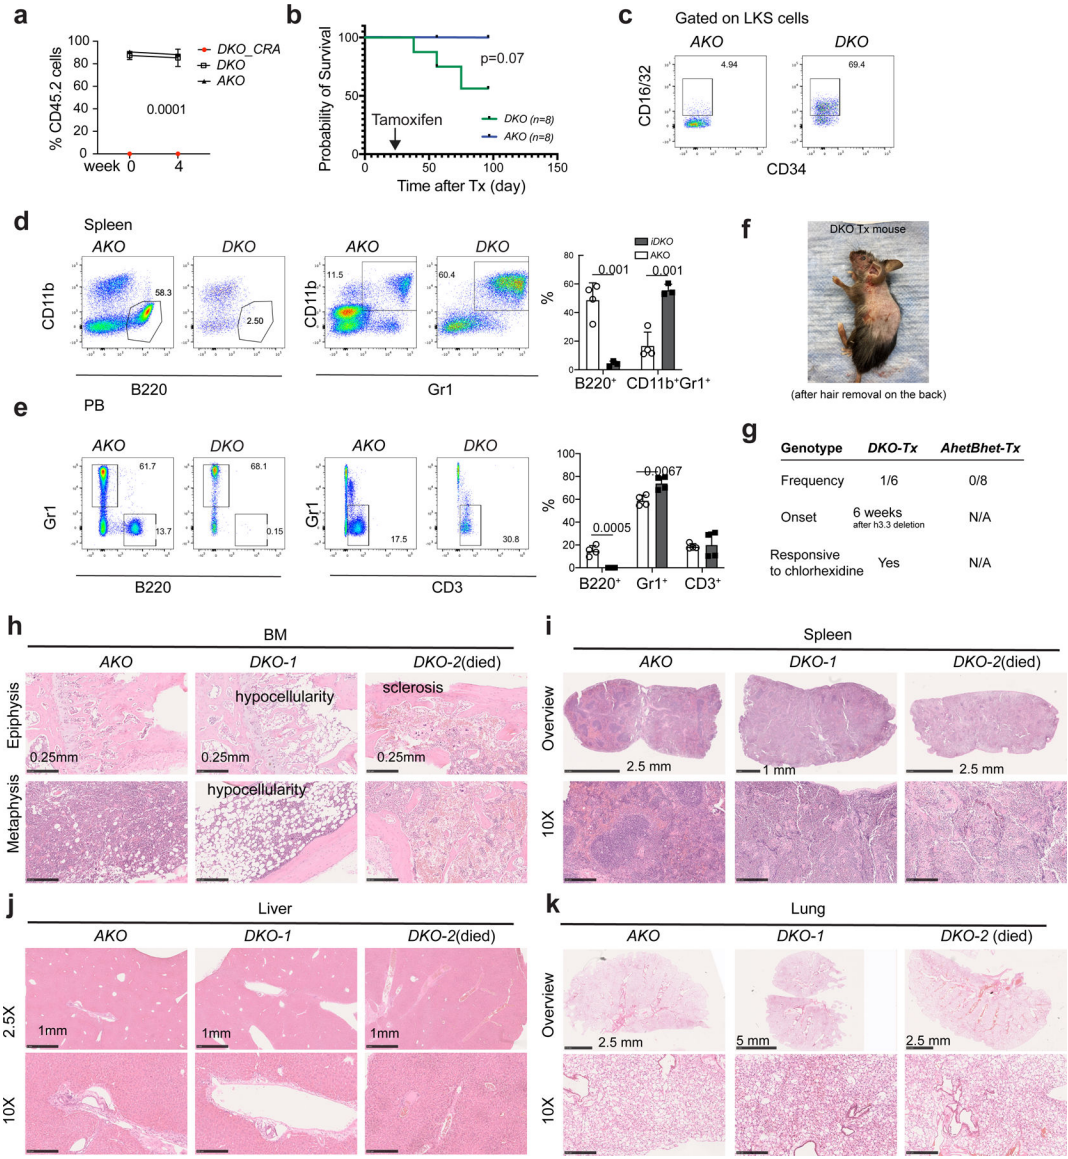 a
% CD45.2 cells
100
80
60
40
20
0
0.0001
week 0 4
DKO_CRA
DKO
AKO
b
Probability of Survival
100
50
0
p=0.07
Tamoxifen
DKO (n=8)
AKO (n=8)
0 50 100 150
Time after Tx (day)
c
Gated on LKS cells
AKO DKO
4.94 69.4
CD16/32
CD34
d
Spleen
AKO DKO AKO DKO
58.3 2.50 11.5 60.4
CD11b CD11b
B220 Gr1
iDKO
AKO
80
60
40
20
0
%
0.001 0.001
B220+ CD11b+Gr1+
e
PB
AKO DKO AKO DKO
61.7 68.1
13.7 0.15 17.5 30.8
Gr1 Gr1
B220 CD3
100
80
60
40
20
0
%
0.0067
0.0005
B220+ Gr1+ CD3+
f
DKO Tx mouse
(after hair removal on the back)
g
Genotype DKO-Tx AhetBhet-Tx
Frequency 1/6 0/8
Onset 6 weeks N/A
after h3.3 deletion
Responsive
to chlorhexidine Yes N/A
h
BM
AKO DKO-1 DKO-2(died)
Epiphysis
hypocellularity sclerosis
0.25mm 0.25mm 0.25mm
Metaphysis
hypocellularity
i
Spleen
AKO DKO-1 DKO-2(died)
Overview
2.5 mm 1 mm 2.5 mm
10X
j
Liver
AKO DKO-1 DKO-2(died)
2.5X
1mm 1mm 1mm
10X
k
Lung
AKO DKO-1 DKO-2 (died)
Overview
2.5 mm 5 mm 2.5 mm
10X